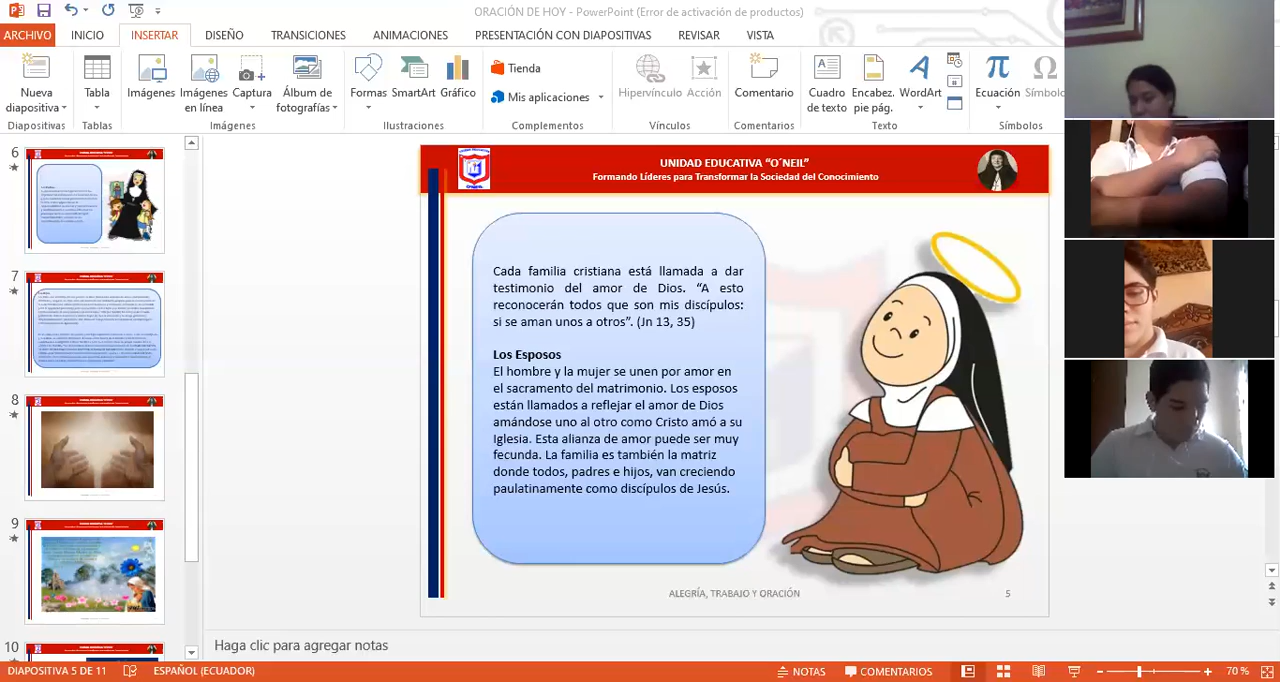 ORACIÓN DE HOY - PowerPoint (Error de activación de productos)
ARCHIVO INICIO INSERTAR DISEÑO TRANSICIONES ANIMACIONES PRESENTACIÓN CON DIAPOSITIVAS REVISAR VISTA
Nueva diapositiva
Tabla
Imágenes
Imágenes en línea
Captura
Álbum de fotografías
Formas
SmartArt
Gráfico
Tienda
Mis aplicaciones
Hipervínculo
Acción
Comentario
Cuadro de texto
Encabez. pie pág.
WordArt
Ecuación
Símbolo
Diapositivas Tablas Imágenes Ilustraciones Complementos Vínculos Comentarios Texto Símbolos
6
7
8
9
10
UNIDAD EDUCATIVA “O´NEIL”
Formando Líderes para Transformar la Sociedad del Conocimiento
Cada familia cristiana está llamada a dar
testimonio del amor de Dios. “A esto
conocerán todos que son mis discípulos:
si se aman unos a otros”. (Jn 13, 35)
Los Esposos
El hombre y la mujer se unen por amor en
el sacramento del matrimonio. Los esposos
están llamados a reflejar el amor de Dios
amándose uno al otro como Cristo amó a su
Iglesia. Esta alianza de amor puede ser muy
fecunda. La familia es también la matriz
donde todos, padres e hijos, van creciendo
panatinamente como discípulos de Jesús.
ALEGRÍA, TRABAJO Y ORACIÓN
5
Haga clic para agregar notas
DIAPOSITIVA 5 DE 11 ESPAÑOL (ECUADOR) NOTAS COMENTARIOS 70 %